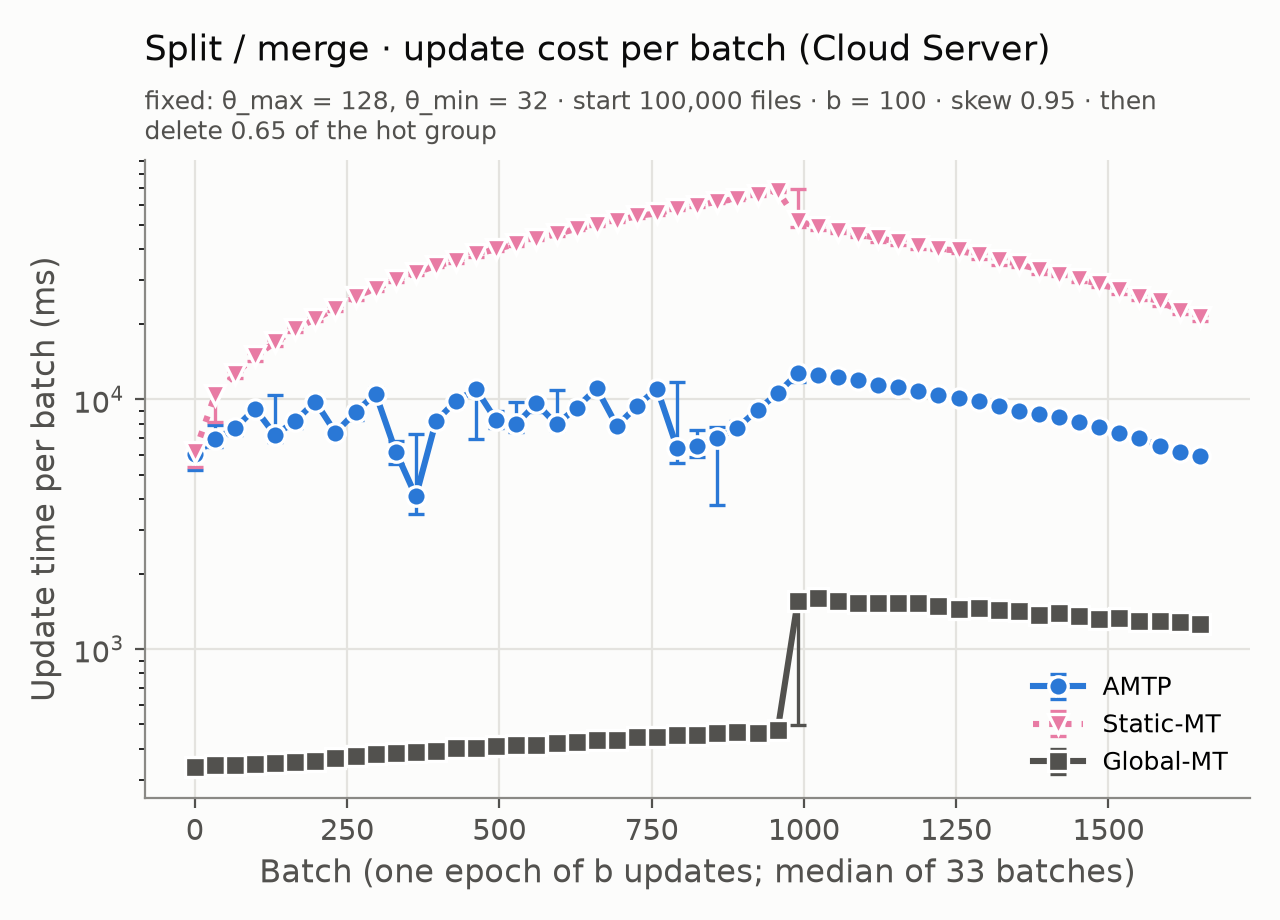 Split / merge · update cost per batch (Cloud Server)
fixed: θ_max = 128, θ_min = 32 · start 100,000 files · b = 100 · skew 0.95 · then
delete 0.65 of the hot group
Update time per batch (ms)
10⁴
10³
AMTP
Static-MT
Global-MT
0 250 500 750 1000 1250 1500
Batch (one epoch of b updates; median of 33 batches)